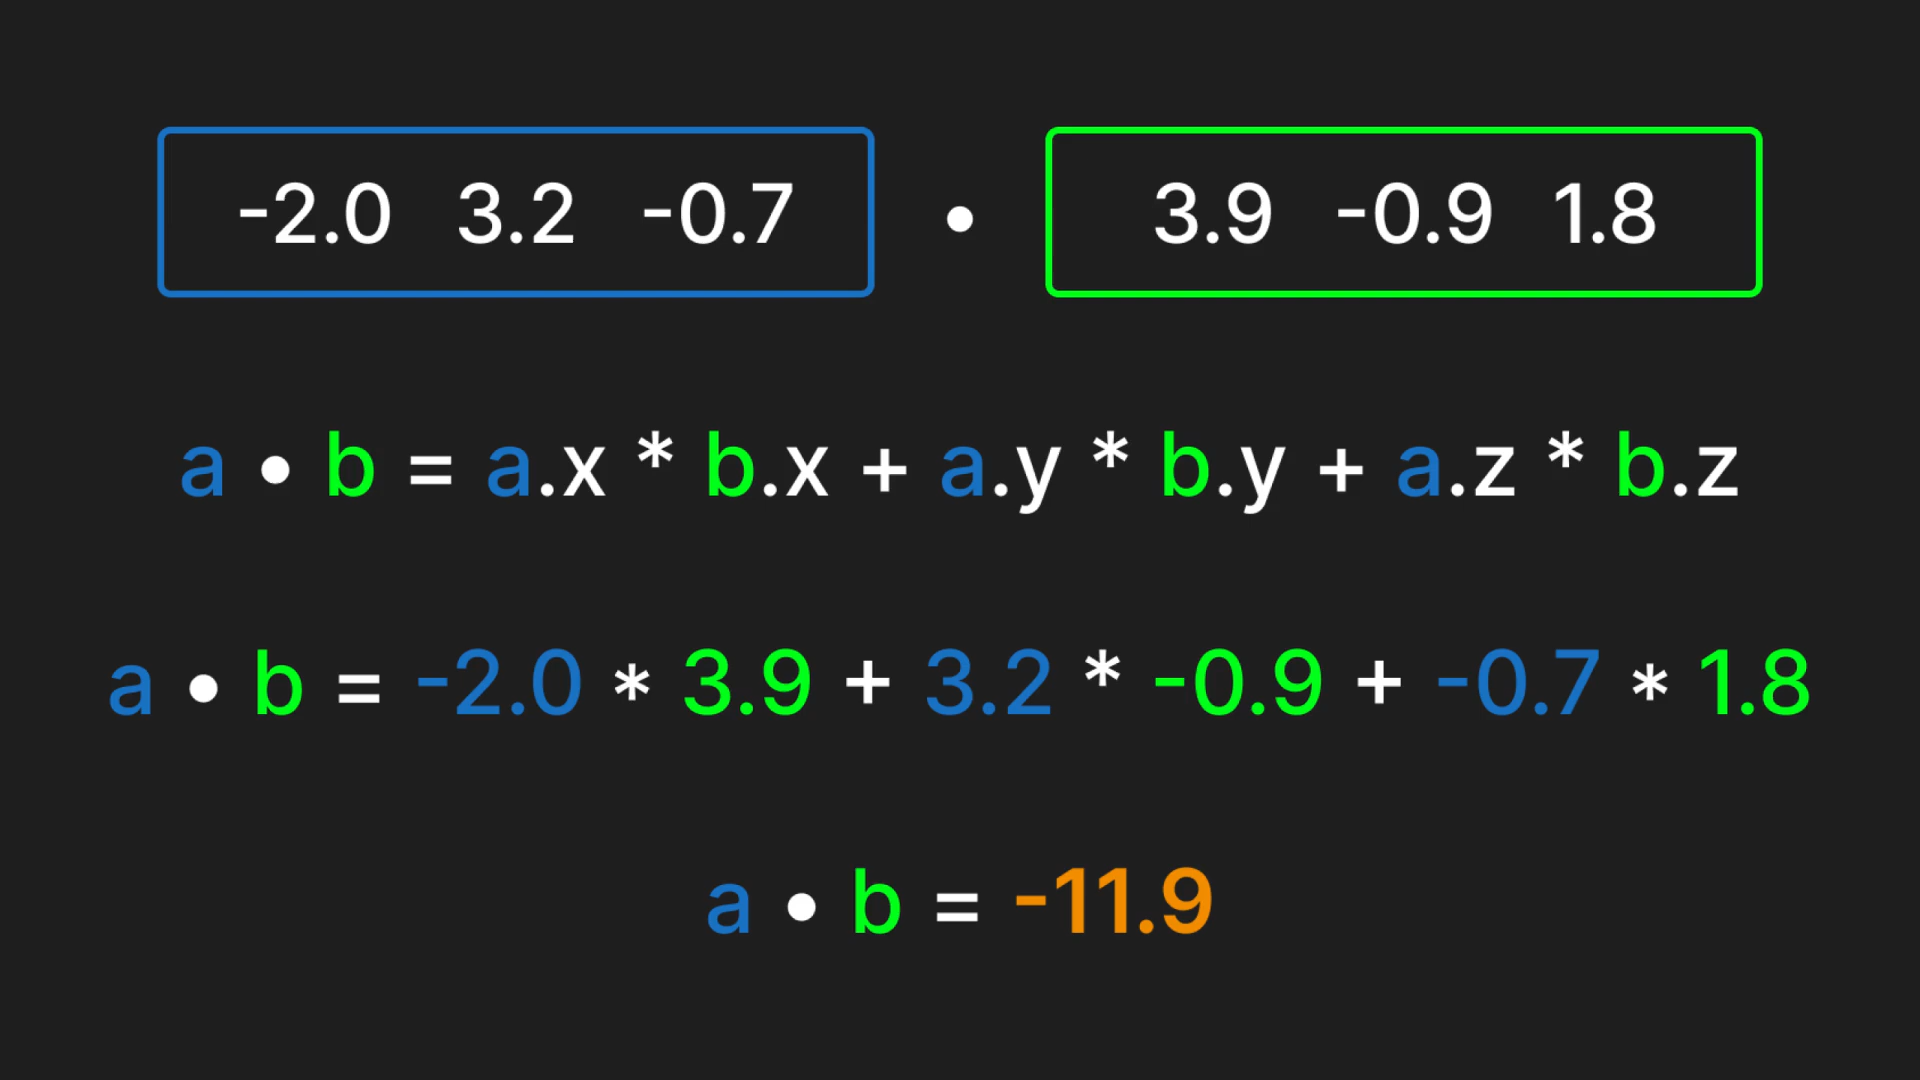 -2.0 3.2 -0.7 • 3.9 -0.9 1.8
a • b = a.x * b.x + a.y * b.y + a.z * b.z
a • b = -2.0 * 3.9 + 3.2 * -0.9 + -0.7 * 1.8
a • b = -11.9